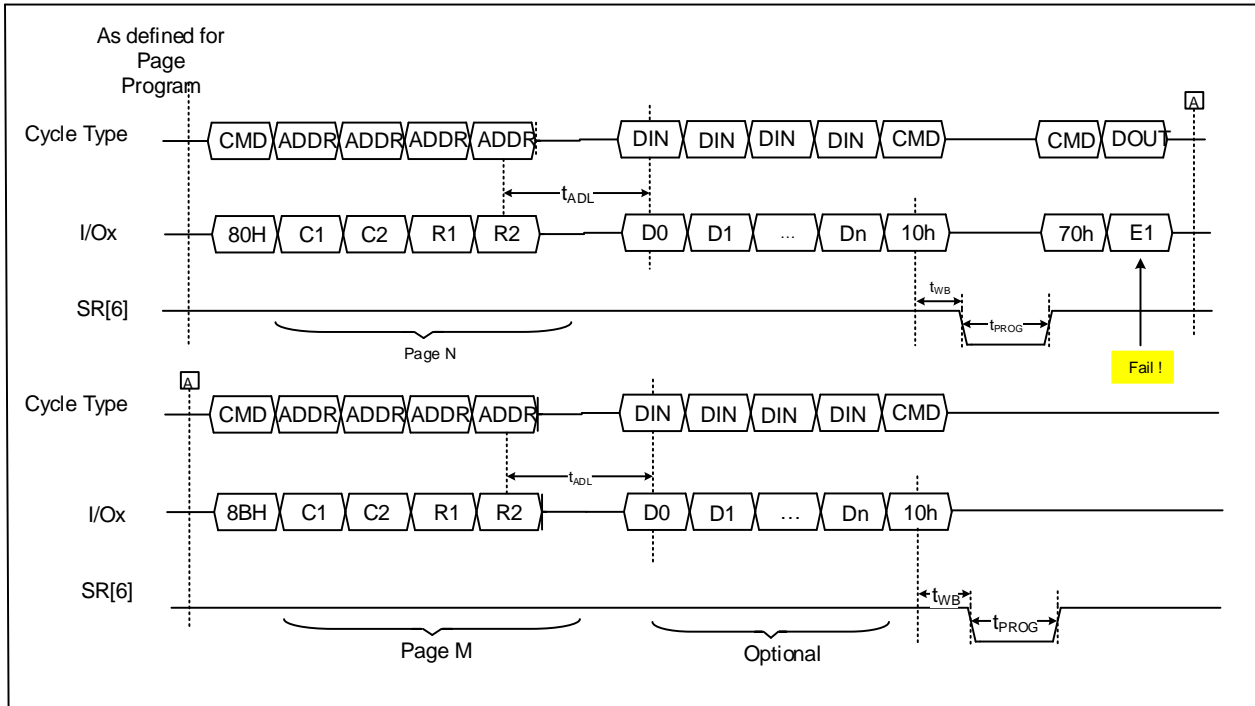 As defined for
Page
Program
A
Cycle Type CMD ADDR ADDR ADDR ADDR DIN DIN DIN DIN CMD CMD DOUT
tADL
I/Ox 80H C1 C2 R1 R2 D0 D1 ... Dn 10h 70h E1
SR[6] tWB
tPROG
Page N
Fail !
A
Cycle Type CMD ADDR ADDR ADDR ADDR DIN DIN DIN DIN CMD
tADL
I/Ox 8BH C1 C2 R1 R2 D0 D1 ... Dn 10h
SR[6] tWB
tPROG
Page M Optional